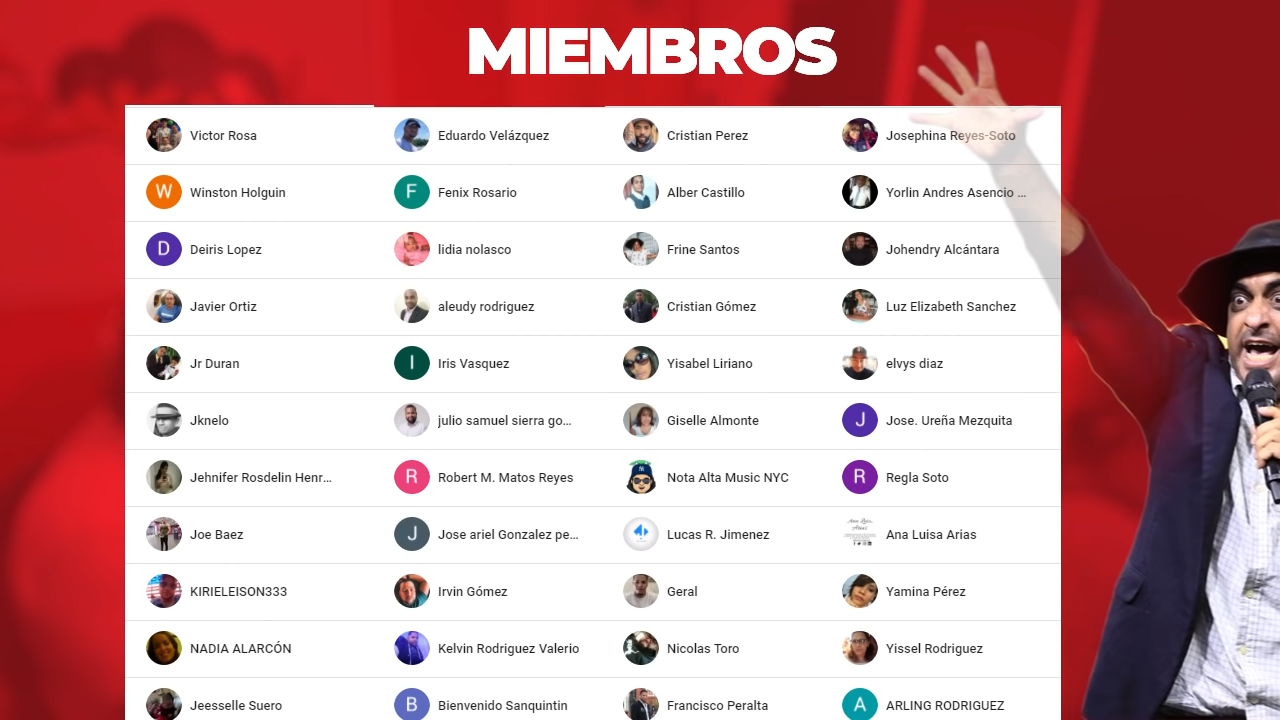 MIEMBROS
Victor Rosa Eduardo Velázquez Cristian Perez Josephina Reyes-Soto
W Winston Holguin F Fenix Rosario Alber Castillo Yorlin Andres Asencio ...
D Deiris Lopez lidia nolasco Frine Santos Johendry Alcántara
Javier Ortiz aleudy rodriguez Cristian Gómez Luz Elizabeth Sanchez
Jr Duran I Iris Vasquez Yisabel Liriano elvys diaz
Jknelo julio samuel sierra go... Giselle Almonte J Jose. Ureña Mezquita
Jehnifer Rosdelin Henr... R Robert M. Matos Reyes Nota Alta Music NYC R Regla Soto
Joe Baez J Jose ariel Gonzalez pe... Lucas R. Jimenez Ana Luisa Arias
KIRIELEISON333 Irvin Gómez Geral Yamina Pérez
NADIA ALARCÓN Kelvin Rodriguez Valerio Nicolas Toro Yissel Rodriguez
Jeesselle Suero B Bienvenido Sanquintin Francisco Peralta A ARLING RODRIGUEZ